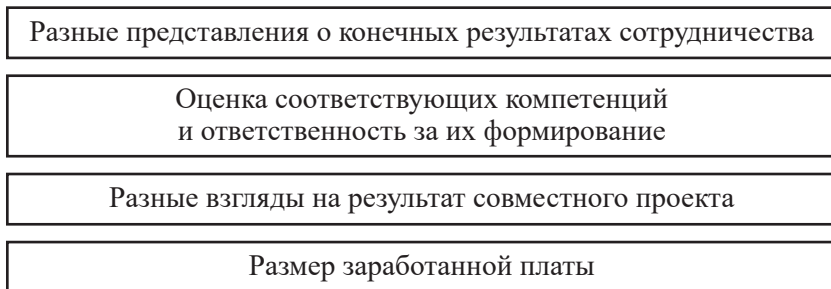 Разные представления о конечных результатах сотрудничества
Оценка соответствующих компетенций
и ответственность за их формирование
Разные взгляды на результат совместного проекта
Размер заработанной платы